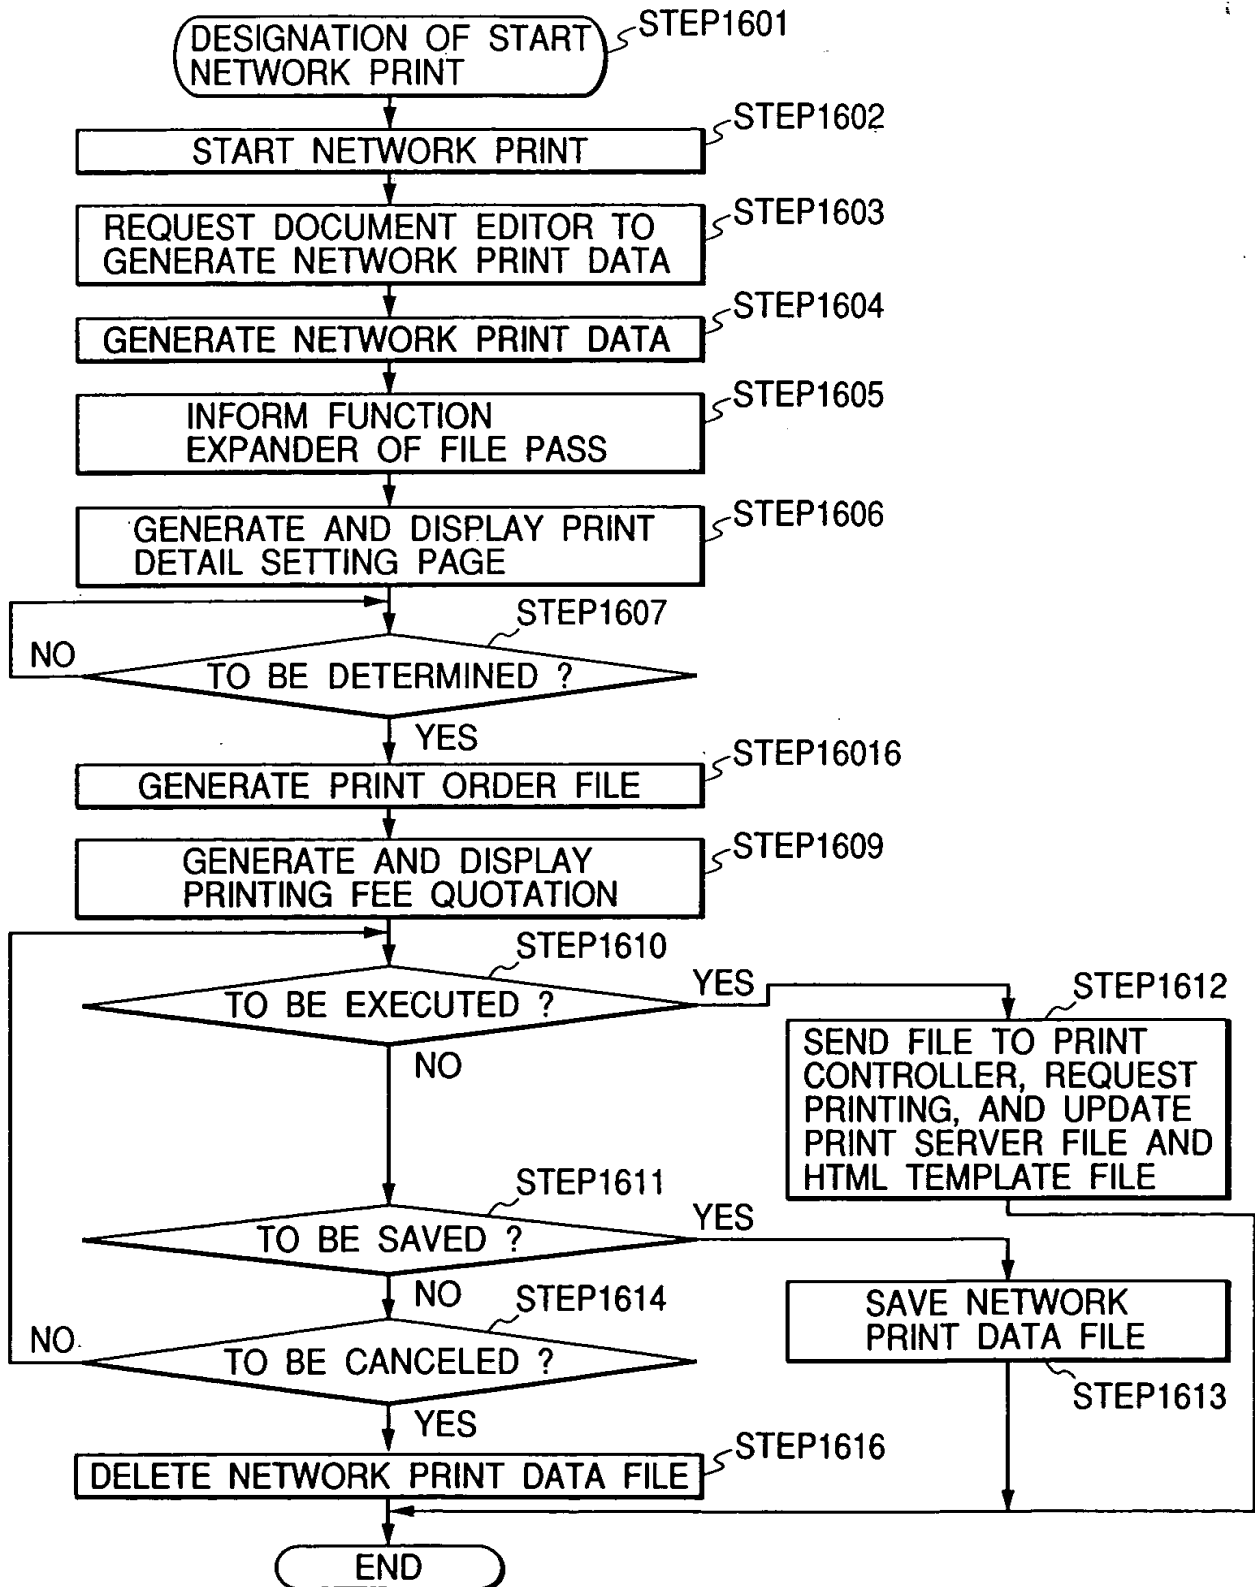 DESIGNATION OF START
NETWORK PRINT
STEP1601
START NETWORK PRINT
STEP1602
REQUEST DOCUMENT EDITOR TO
GENERATE NETWORK PRINT DATA
STEP1603
GENERATE NETWORK PRINT DATA
STEP1604
INFORM FUNCTION
EXPANDER OF FILE PASS
STEP1605
GENERATE AND DISPLAY PRINT
DETAIL SETTING PAGE
STEP1606
STEP1607
NO
TO BE DETERMINED ?
YES
GENERATE PRINT ORDER FILE
STEP16016
GENERATE AND DISPLAY
PRINTING FEE QUOTATION
STEP1609
STEP1610
TO BE EXECUTED ?
YES
NO
STEP1612
SEND FILE TO PRINT
CONTROLLER, REQUEST
PRINTING, AND UPDATE
PRINT SERVER FILE AND
HTML TEMPLATE FILE
STEP1611
TO BE SAVED ?
YES
NO
SAVE NETWORK
PRINT DATA FILE
STEP1613
STEP1614
NO
TO BE CANCELED ?
YES
DELETE NETWORK PRINT DATA FILE
STEP1616
END